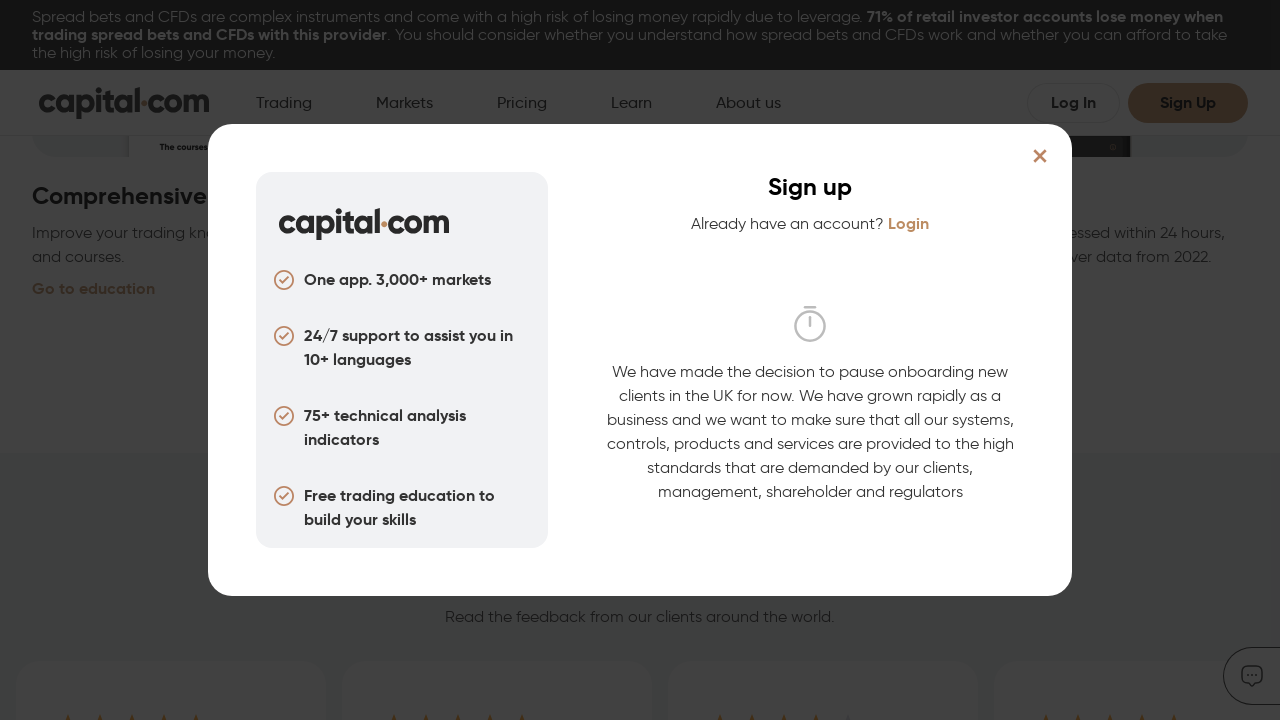 Spread bets and CFDs are complex instruments and come with a high risk of losing money rapidly due to leverage. 71% of retail investor accounts lose money when
trading spread bets and CFDs with this provider. You should consider whether you understand how spread bets and CFDs work and whether you can afford to take
the high risk of losing your money.
capital.com
Trading
Markets
Pricing
Learn
About us
Log In
Sign Up
The courses
Comprehensive
Improve your trading kn
and courses.
Go to education
essed within 24 hours,
ver data from 2022.
capital.com
One app. 3,000+ markets
24/7 support to assist you in
10+ languages
75+ technical analysis
indicators
Free trading education to
build your skills
Sign up
Already have an account? Login
We have made the decision to pause onboarding new
clients in the UK for now. We have grown rapidly as a
business and we want to make sure that all our systems,
controls, products and services are provided to the high
standards that are demanded by our clients,
management, shareholder and regulators
Read the feedback from our clients around the world.